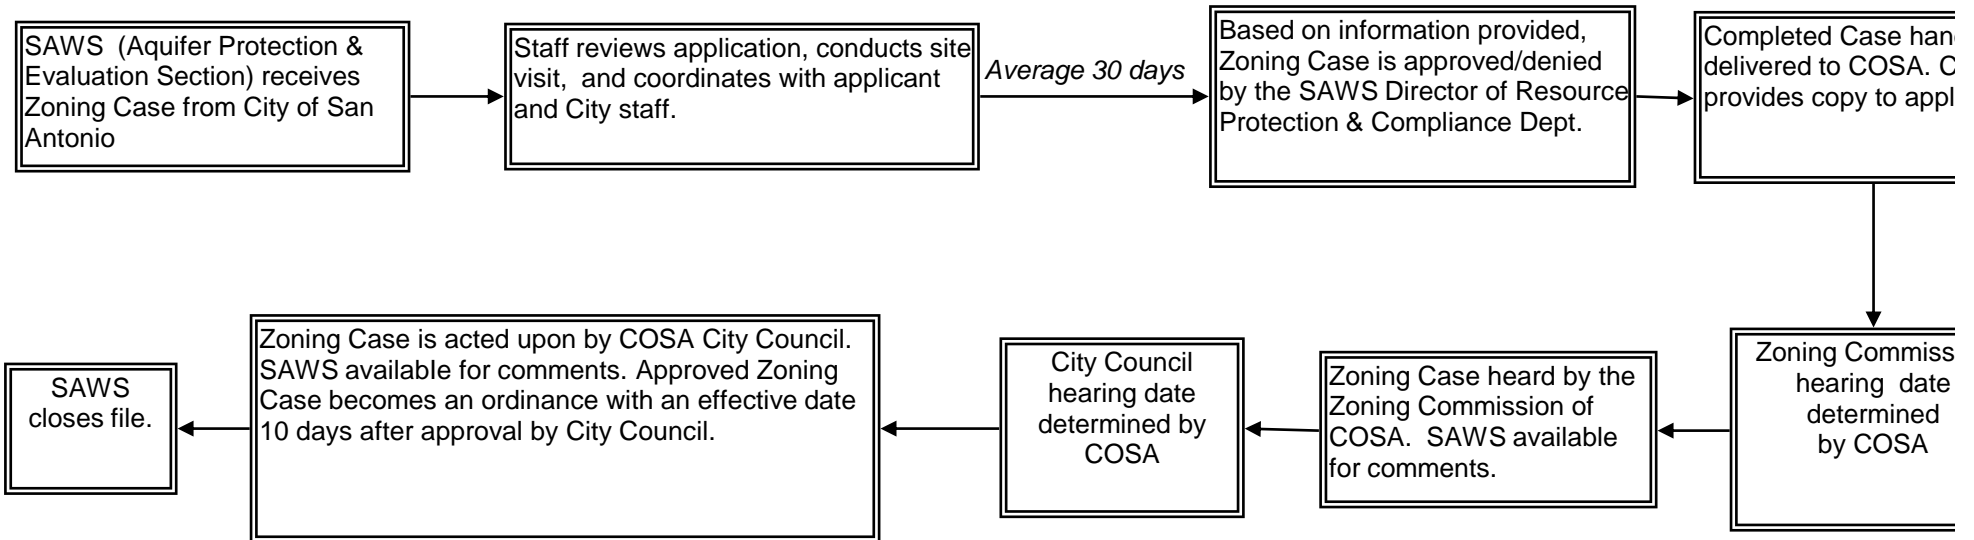 SAWS (Aquifer Protection &
Evaluation Section) receives
Zoning Case from City of San
Antonio
Staff reviews application, conducts site
visit, and coordinates with applicant
and City staff.
Average 30 days
Based on information provided,
Zoning Case is approved/denied
by the SAWS Director of Resource
Protection & Compliance Dept.
Completed Case
delivered to COSA.
provides copy to
Zoning
hearing date
determined
by COSA
Zoning Case heard by the
Zoning Commission of
COSA. SAWS available
for comments.
City Council
hearing date
determined by
COSA
Zoning Case is acted upon by COSA City Council.
SAWS available for comments. Approved Zoning
Case becomes an ordinance with an effective date
10 days after approval by City Council.
SAWS
closes file.